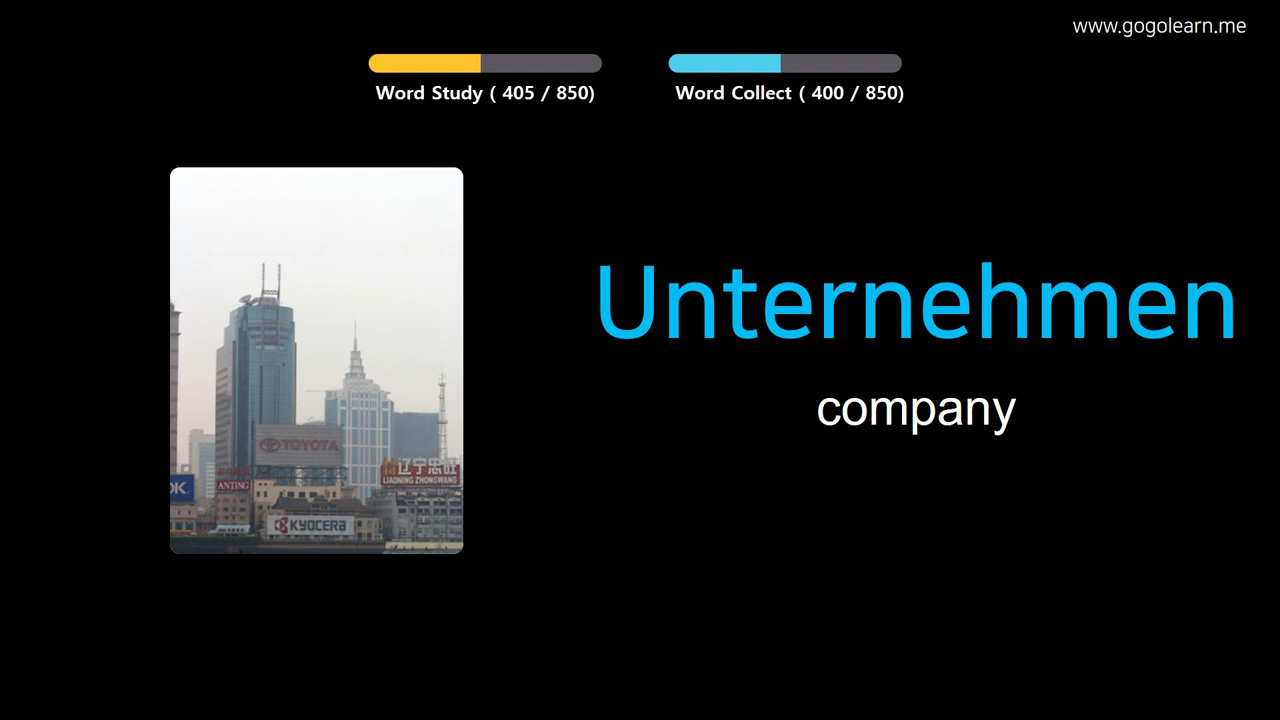 www.gogolearn.me
Word Study ( 405 / 850)
Word Collect ( 400 / 850)
Unternehmen
company
TOYOTA
辽宁忠旺
LIAONING ZHONGWANG
OK
ANTING
KYOCERA